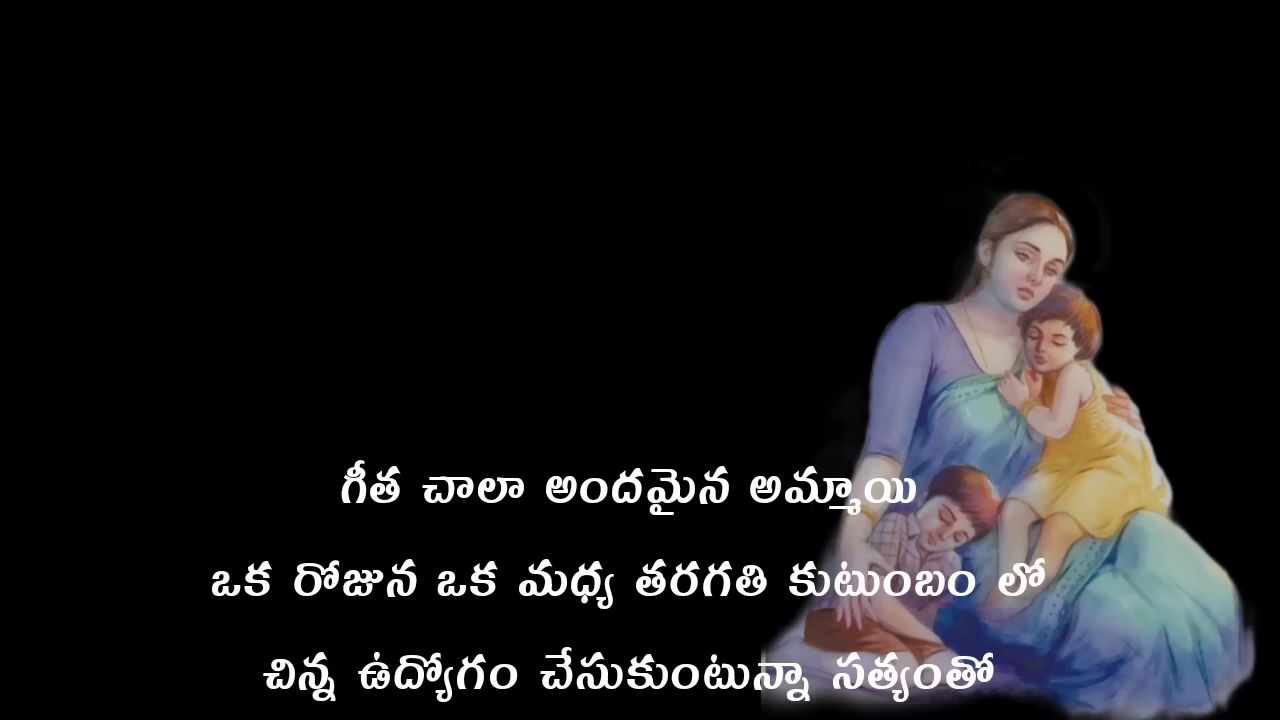 గీత చాలా అందమైన అమ్మాయి
ఒక రోజున ఒక మధ్య తరగతి కుటుంబం లో
చిన్న ఉద్యోగం చేసుకుంటున్నా సత్యంతో